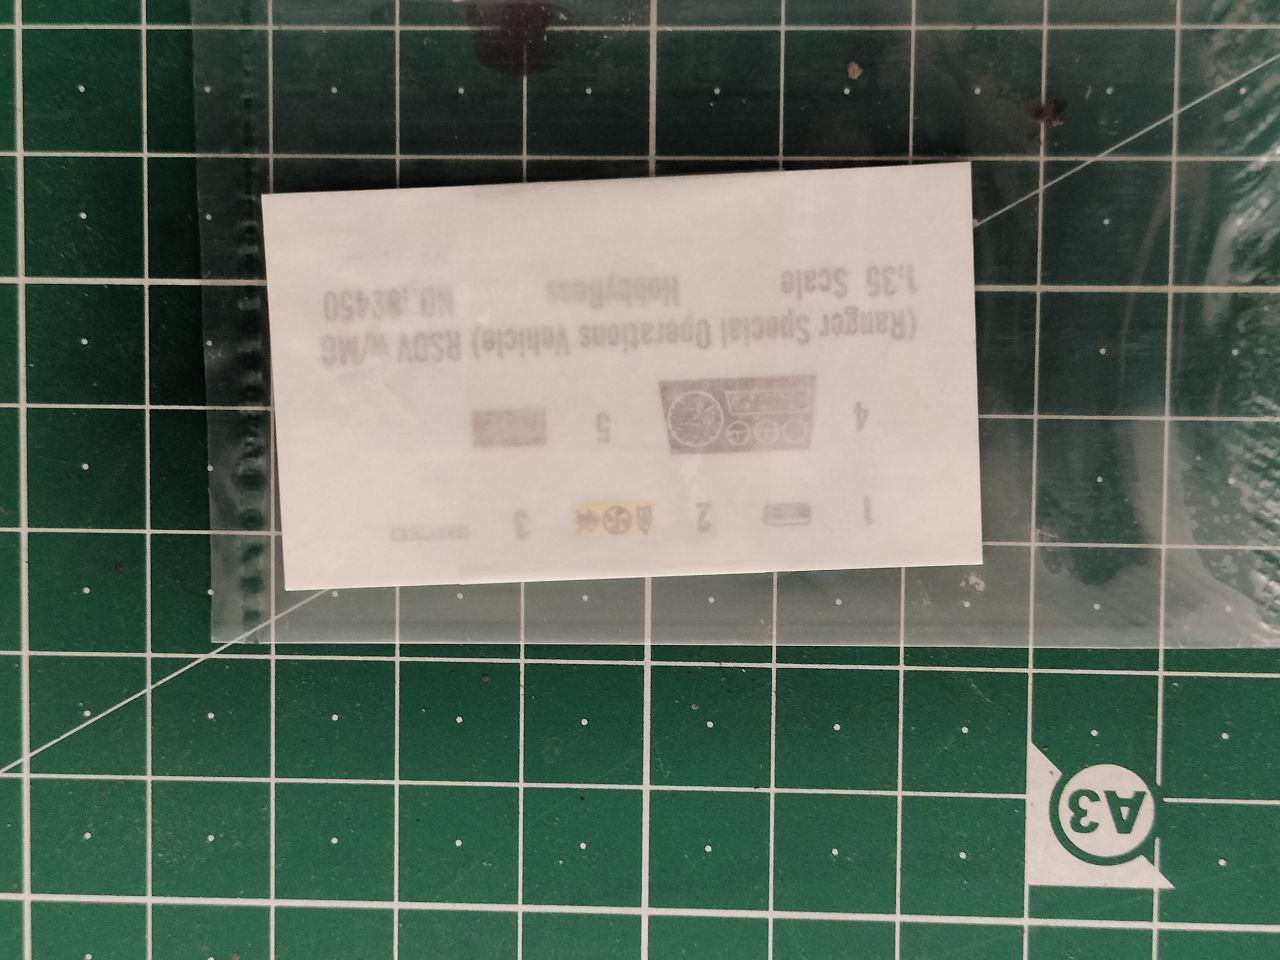 A3
1 2 3
4 5
(Ranger Special Operations Vehicle) RSOV w/MG
1:35 Scale HobbyBoss NO.:82450